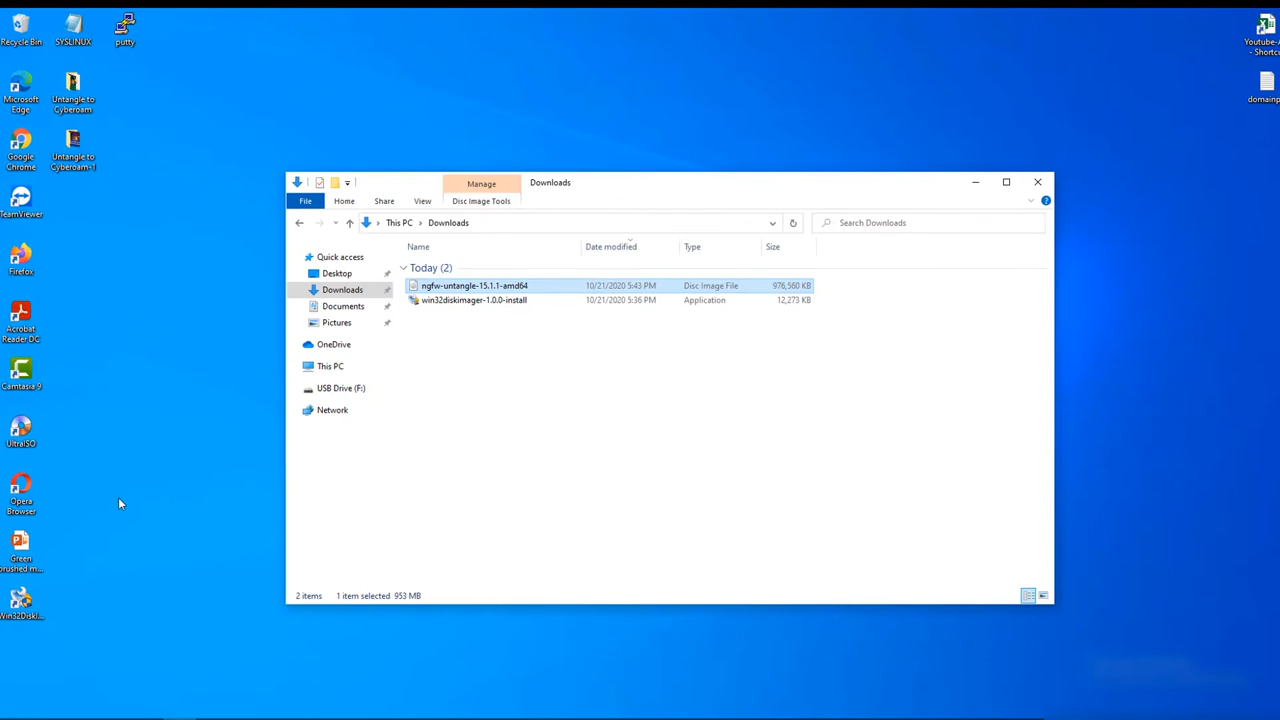 Recycle Bin
SYSLINUX
putty
Microsoft
Edge
Untangle to
Cyberoam
Google
Chrome
Untangle to
Cyberoam-1
TeamViewer
Firefox
Acrobat
Reader DC
Camtasia 9
UltraISO
Opera
Browser
Green
brushed m...
Win32Diski...
Manage
Downloads
File
Home
Share
View
Disc Image Tools
This PC
Downloads
Search Downloads
Name
Date modified
Type
Size
Quick access
Desktop
Downloads
Documents
Pictures
OneDrive
This PC
USB Drive (F:)
Network
Today (2)
ngfw-untangle-15.1.1-amd64
10/21/2020 5:43 PM
Disc Image File
976,560 KB
win32diskimager-1.0.0-install
10/21/2020 5:36 PM
Application
12,273 KB
2 items
1 item selected 953 MB
Youtube-
- Shortc
domainp